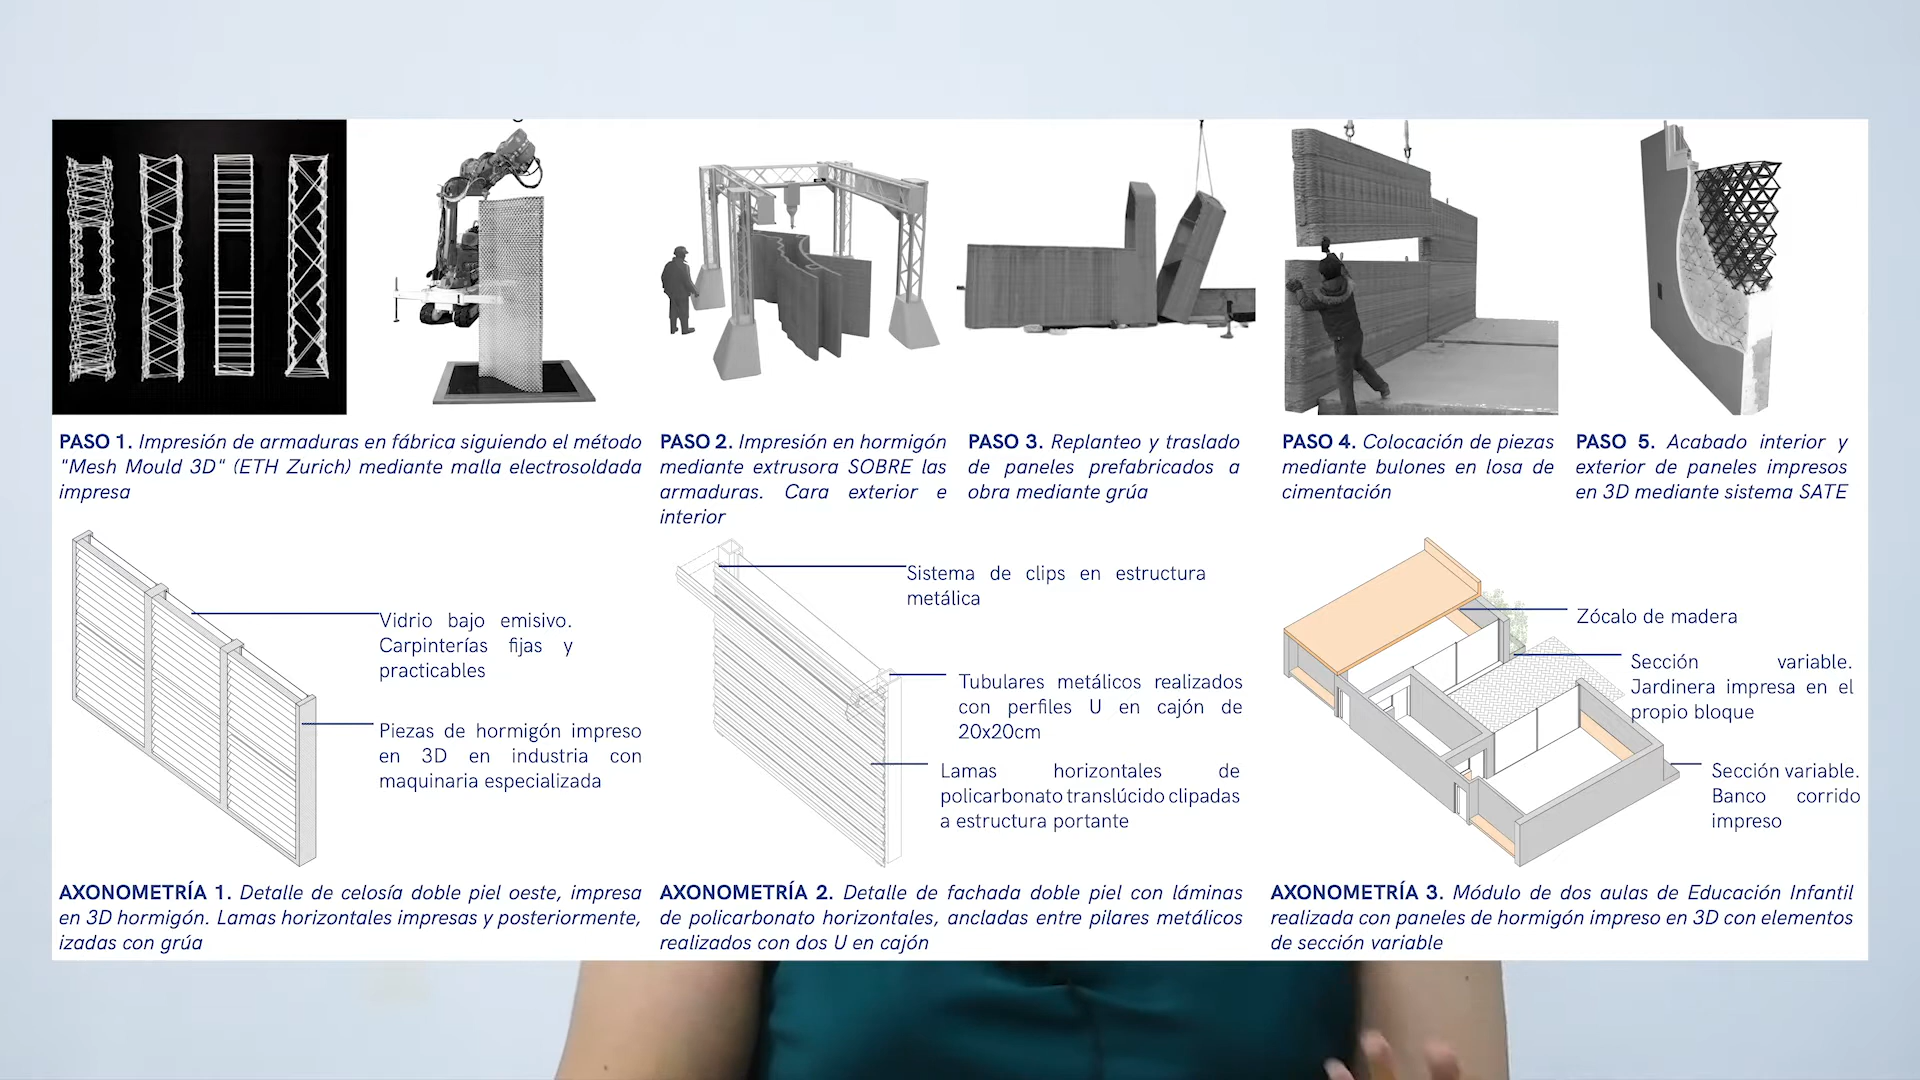 PASO 1. Impresión de armaduras en fábrica siguiendo el método
"Mesh Mould 3D" (ETH Zurich) mediante malla electrosoldada
impresa
PASO 2. Impresión en hormigón
mediante extrusora SOBRE las
armaduras. Cara exterior e
interior
PASO 3. Replanteo y traslado
de paneles prefabricados a
obra mediante grúa
PASO 4. Colocación de piezas
mediante bulones en losa de
cimentación
PASO 5. Acabado interior y
exterior de paneles impresos
en 3D mediante sistema SATE
Vidrio bajo emisivo.
Carpinterías fijas y
practicables
Piezas de hormigón impreso
en 3D en industria con
maquinaria especializada
AXONOMETRÍA 1. Detalle de celosía doble piel oeste, impresa
en 3D hormigón. Lamas horizontales impresas y posteriormente,
izadas con grúa
Sistema de clips en estructura
metálica
Tubulares metálicos realizados
con perfiles U en cajón de
20x20cm
Lamas horizontales de
policarbonato translúcido clipadas
a estructura portante
AXONOMETRÍA 2. Detalle de fachada doble piel con láminas
de policarbonato horizontales, ancladas entre pilares metálicos
realizados con dos U en cajón
Zócalo de madera
Sección variable.
Jardinera impresa en el
propio bloque
Sección variable.
Banco corrido
impreso
AXONOMETRÍA 3. Módulo de dos aulas de Educación Infantil
realizada con paneles de hormigón impreso en 3D con elementos
de sección variable